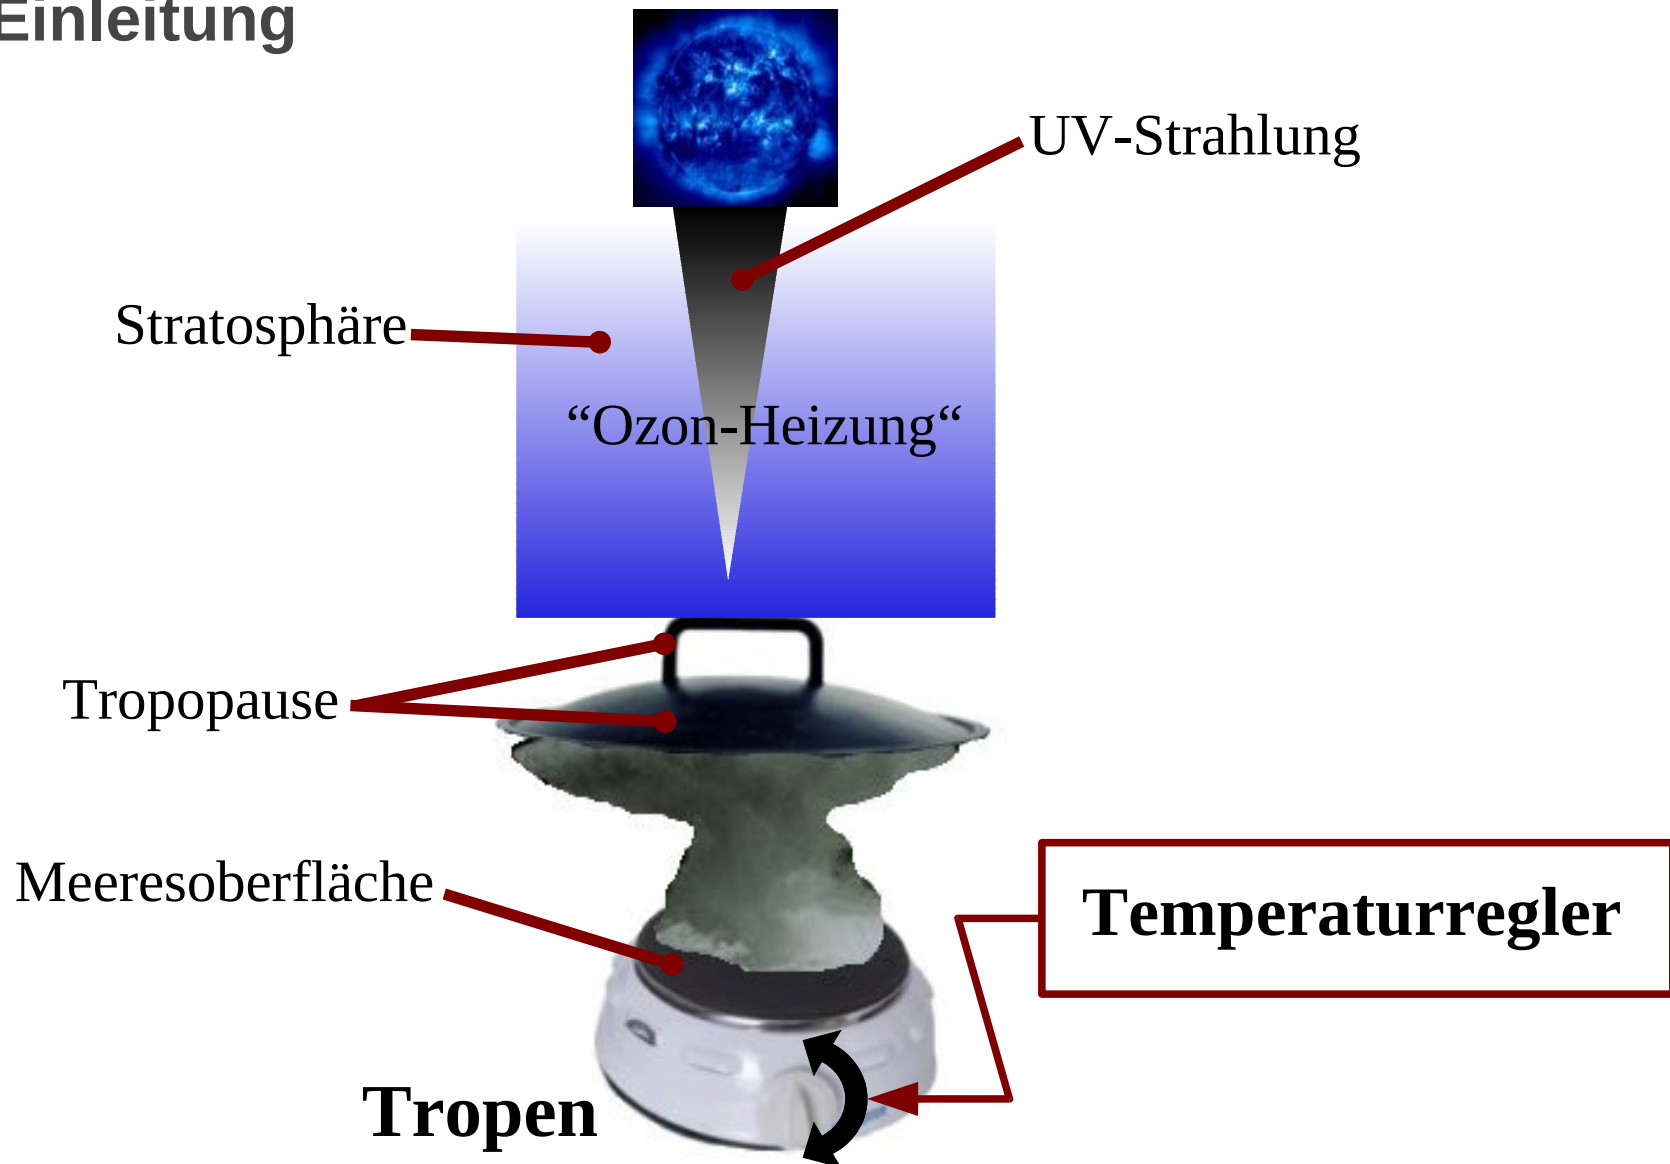 Einleitung
UV-Strahlung
Stratosphäre
“Ozon-Heizung“
Tropopause
Meeresoberfläche
Temperaturregler
Tropen